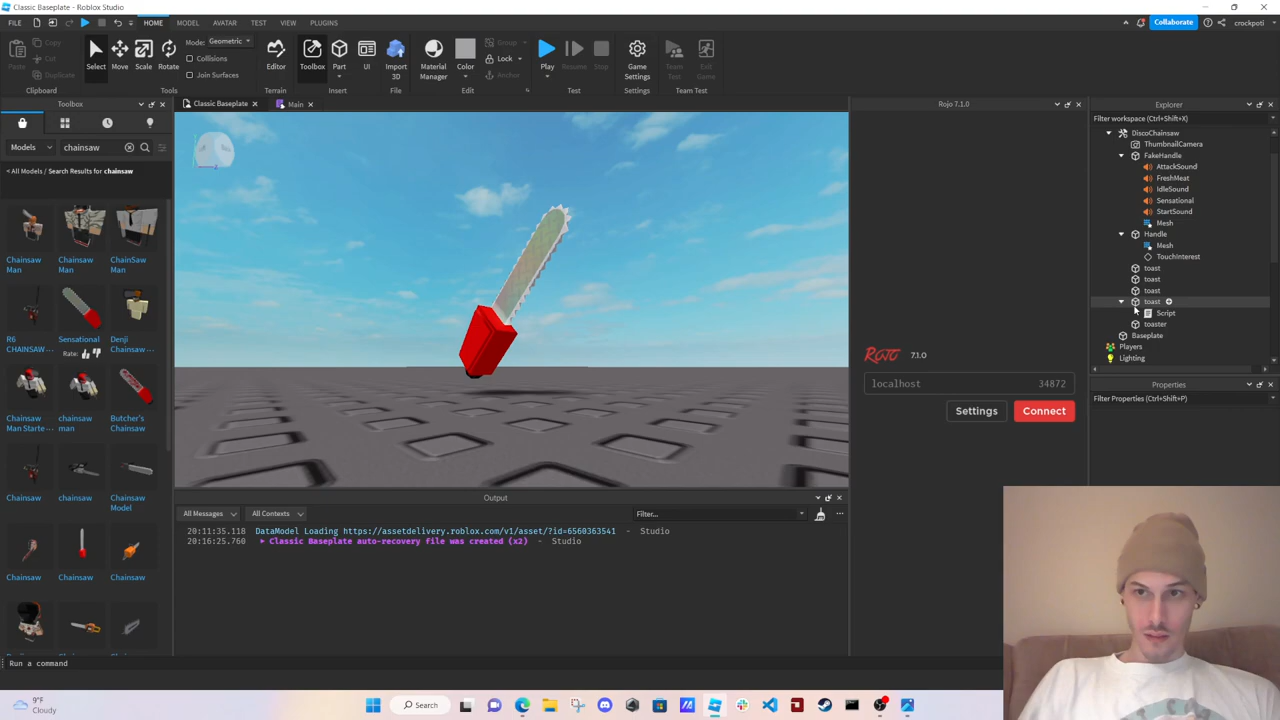 Classic Baseplate - Roblox Studio
FILE HOME MODEL AVATAR TEST VIEW PLUGINS Collaborate crockpoti
Paste Copy Cut Duplicate Select Move Scale Rotate Mode: Geometric Collisions Join Surfaces Editor Toolbox Part UI Import 3D Material Manager Color Group Lock Anchor Play Resume Stop Game Settings Team Test Exit Game
Clipboard Tools Terrain Insert File Edit Test Settings Team Test
Toolbox
Models chainsaw
< All Models / Search Results for chainsaw
Chainsaw Man
Chainsaw Man
ChainSaw Man
R6 CHAINSAW ...
Sensational
Rate:
Denji Chainsaw ...
Chainsaw Man Starte...
chainsaw man
Butcher's Chainsaw
Chainsaw
chainsaw
Chainsaw Model
Chainsaw
Chainsaw
Chainsaw
Classic Baseplate Main
Rojo 7.1.0
ROJO 7.1.0
localhost 34872
Settings Connect
Explorer
Filter workspace (Ctrl+Shift+X)
DiscoChainsaw
ThumbnailCamera
FakeHandle
AttackSound
FreshMeat
IdleSound
Sensational
StartSound
Mesh
Handle
Mesh
TouchInterest
toast
toast
toast
toast
Script
toaster
Baseplate
Players
Lighting
Properties
Filter Properties (Ctrl+Shift+P)
Output
All Messages All Contexts Filter...
20:11:35.118 DataModel Loading https://assetdelivery.roblox.com/v1/asset/?id=6560363541 - Studio
20:16:25.760 Classic Baseplate auto-recovery file was created (x2) - Studio
Run a command
9°F
Cloudy
Search